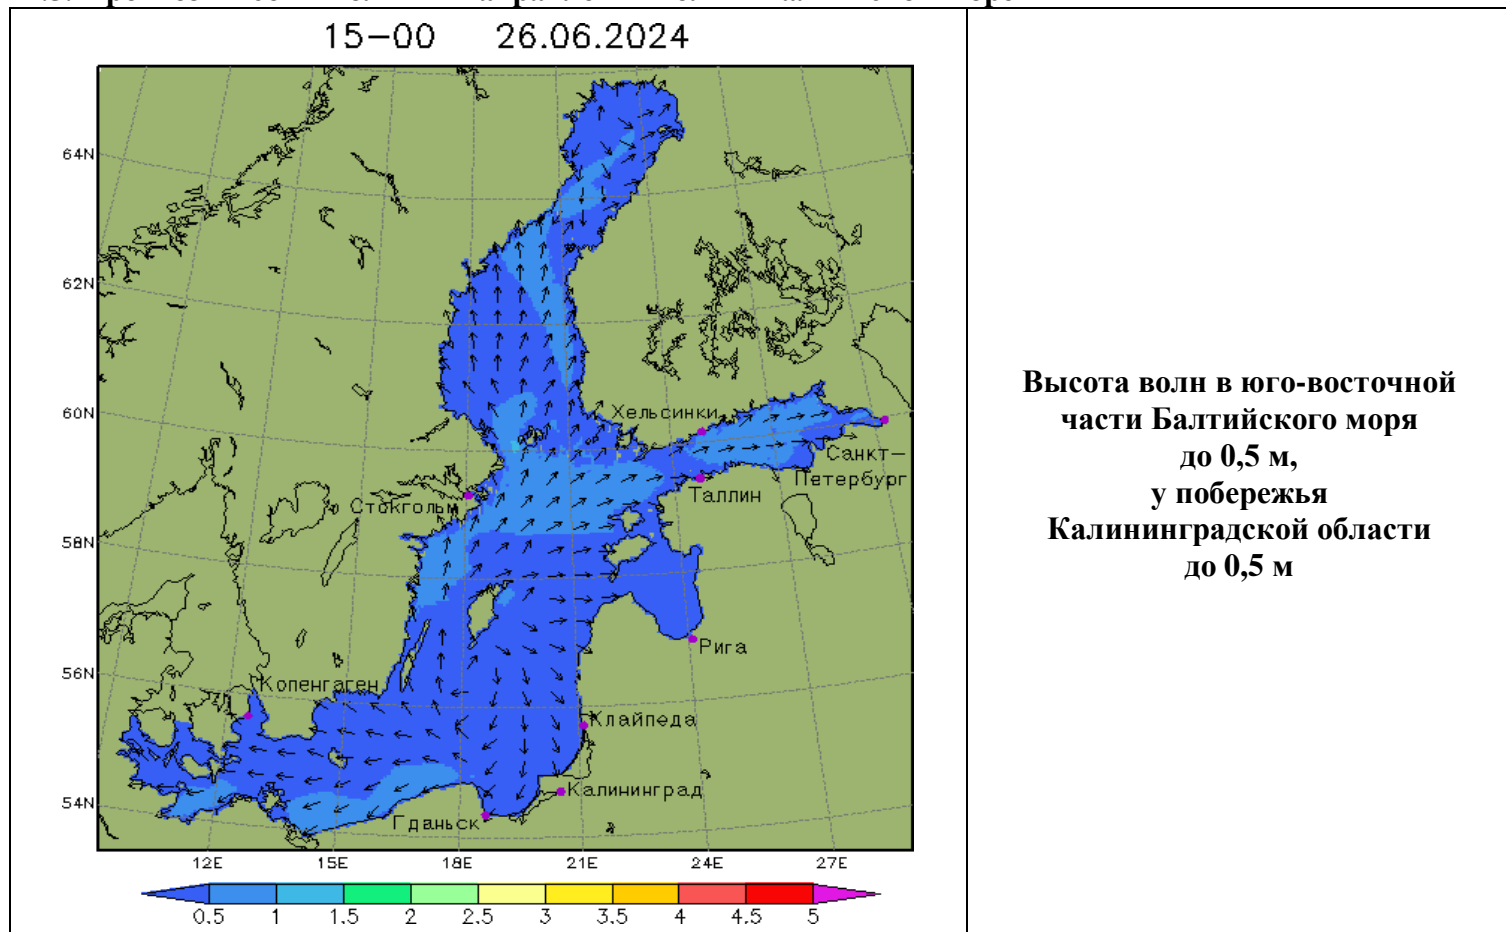 15-00 26.06.2024
64N
62N
60N
58N
56N
54N
Хельсинки
Санкт-
Петербург
Таллин
Стокгольм
Рига
Копенгаген
Клайпеда
Калининград
Гданьск
12E 15E 18E 21E 24E 27E
0.5 1 1.5 2 2.5 3 3.5 4 4.5 5
Высота волн в юго-восточной
части Балтийского моря
до 0,5 м,
у побережья
Калининградской области
до 0,5 м